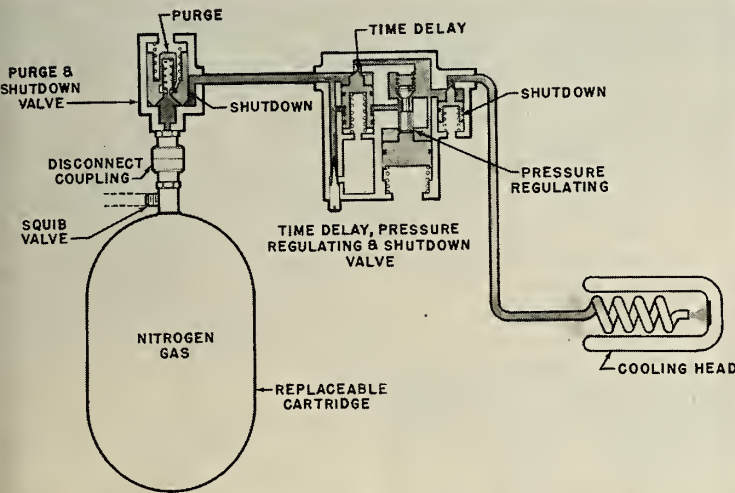 PURGE
TIME DELAY
PURGE &
SHUTDOWN
VALVE
SHUTDOWN
SHUTDOWN
DISCONNECT
COUPLING
PRESSURE
REGULATING
SQUIB
VALVE
TIME DELAY, PRESSURE
REGULATING & SHUTDOWN
VALVE
NITROGEN
GAS
COOLING HEAD
REPLACEABLE
CARTRIDGE